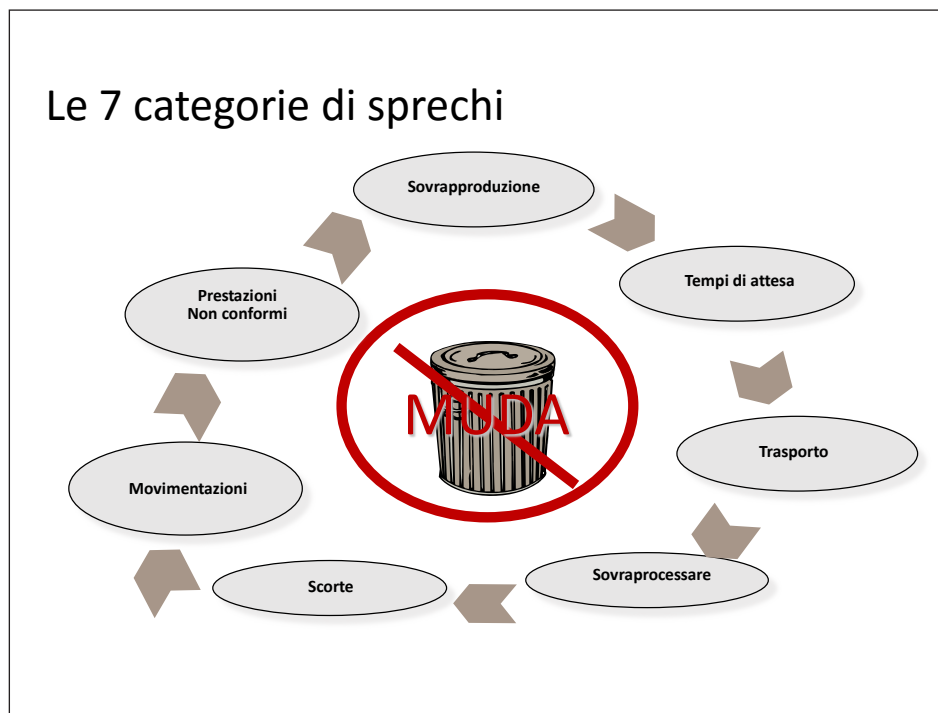 Le 7 categorie di sprechi
Sovrapproduzione
Tempi di attesa
Trasporto
Sovraprocessare
Scorte
Movimentazioni
Prestazioni
Non conformi
MUDA